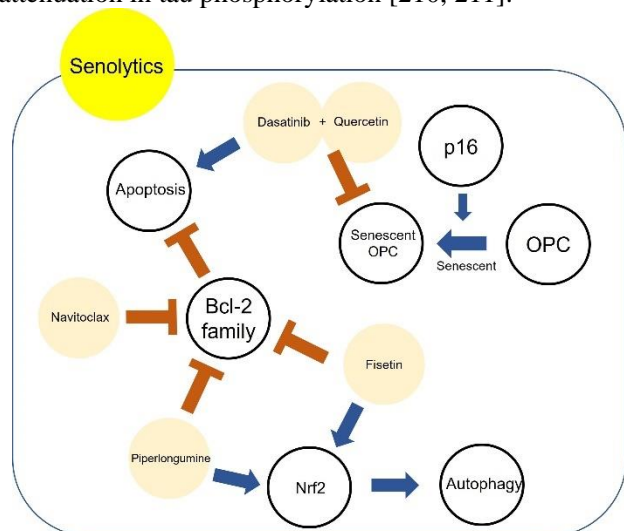 attenuation in tau phosphorylation [210, 211].
Senolytics
Dasatinib + Quercetin
p16
Apoptosis
Senescent
OPC
Senescent
OPC
Bcl-2
family
Navitoclax
Fisetin
Piperlongumine
Nrf2
Autophagy